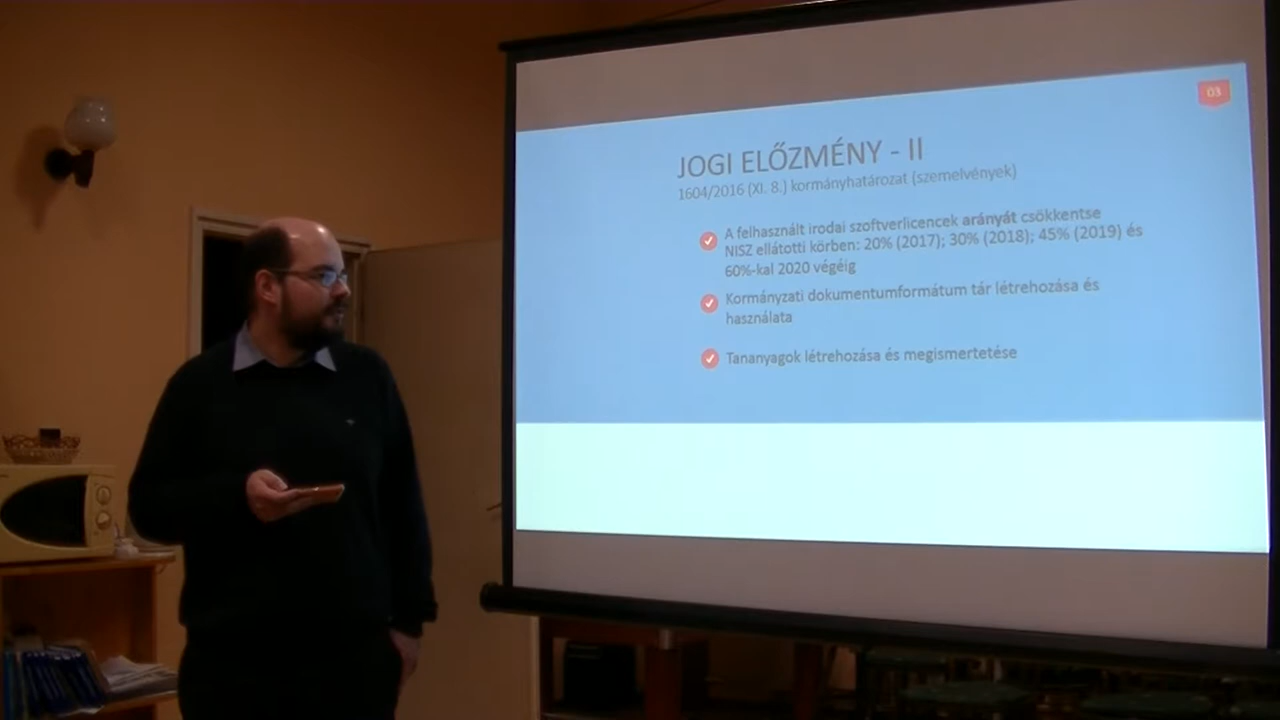 03
JOGI ELŐZMÉNY - II
1604/2016 (XI. 8.) kormányhatározat (szemelvények)
A felhasznált irodai szoftverlicencek arányát csökkentse
NISZ ellátotti körben: 20% (2017); 30% (2018); 45% (2019) és
60%-kal 2020 végéig
Kormányzati dokumentumformátum tár létrehozása és
használata
Tananyagok létrehozása és megismertetése